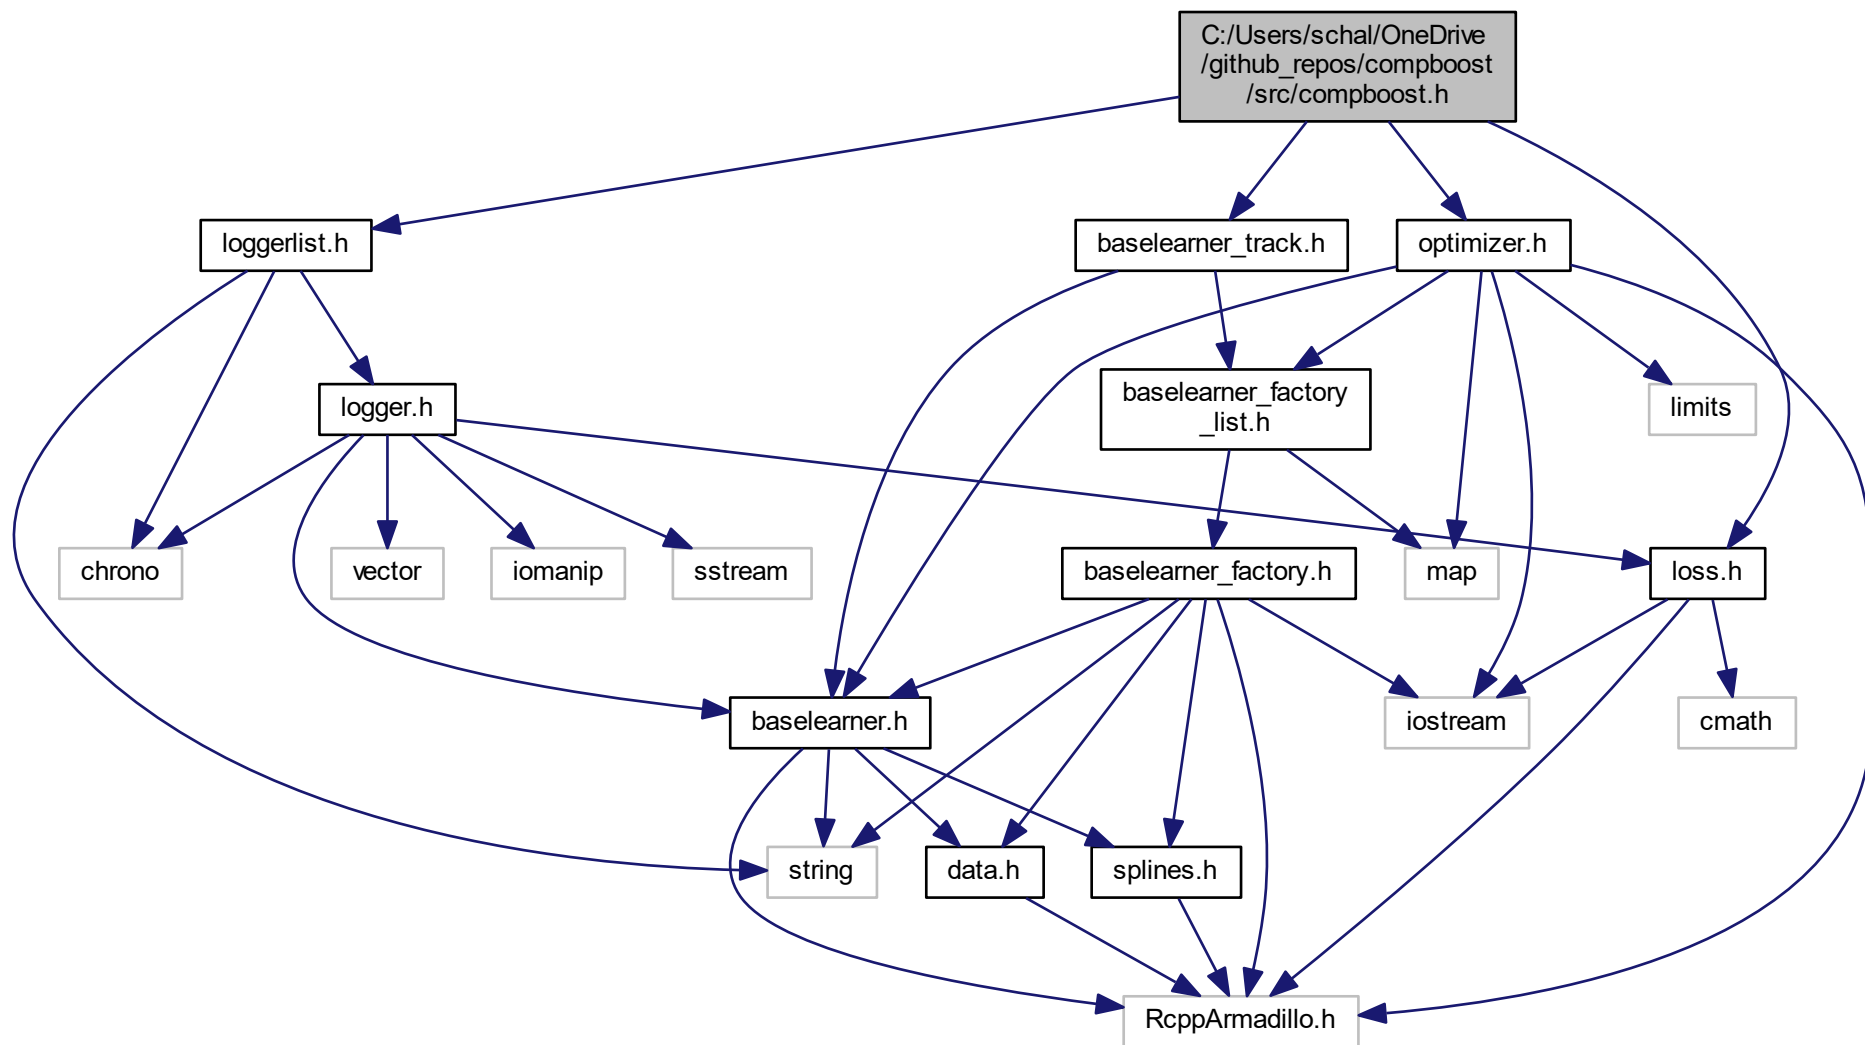 C:/Users/schal/OneDrive
/github_repos/compboost
/src/compboost.h
loggerlist.h
baselearner_track.h
optimizer.h
logger.h
baselearner_factory
_list.h
limits
chrono
vector
iomanip
sstream
baselearner_factory.h
map
loss.h
baselearner.h
iostream
cmath
string
data.h
splines.h
RcppArmadillo.h